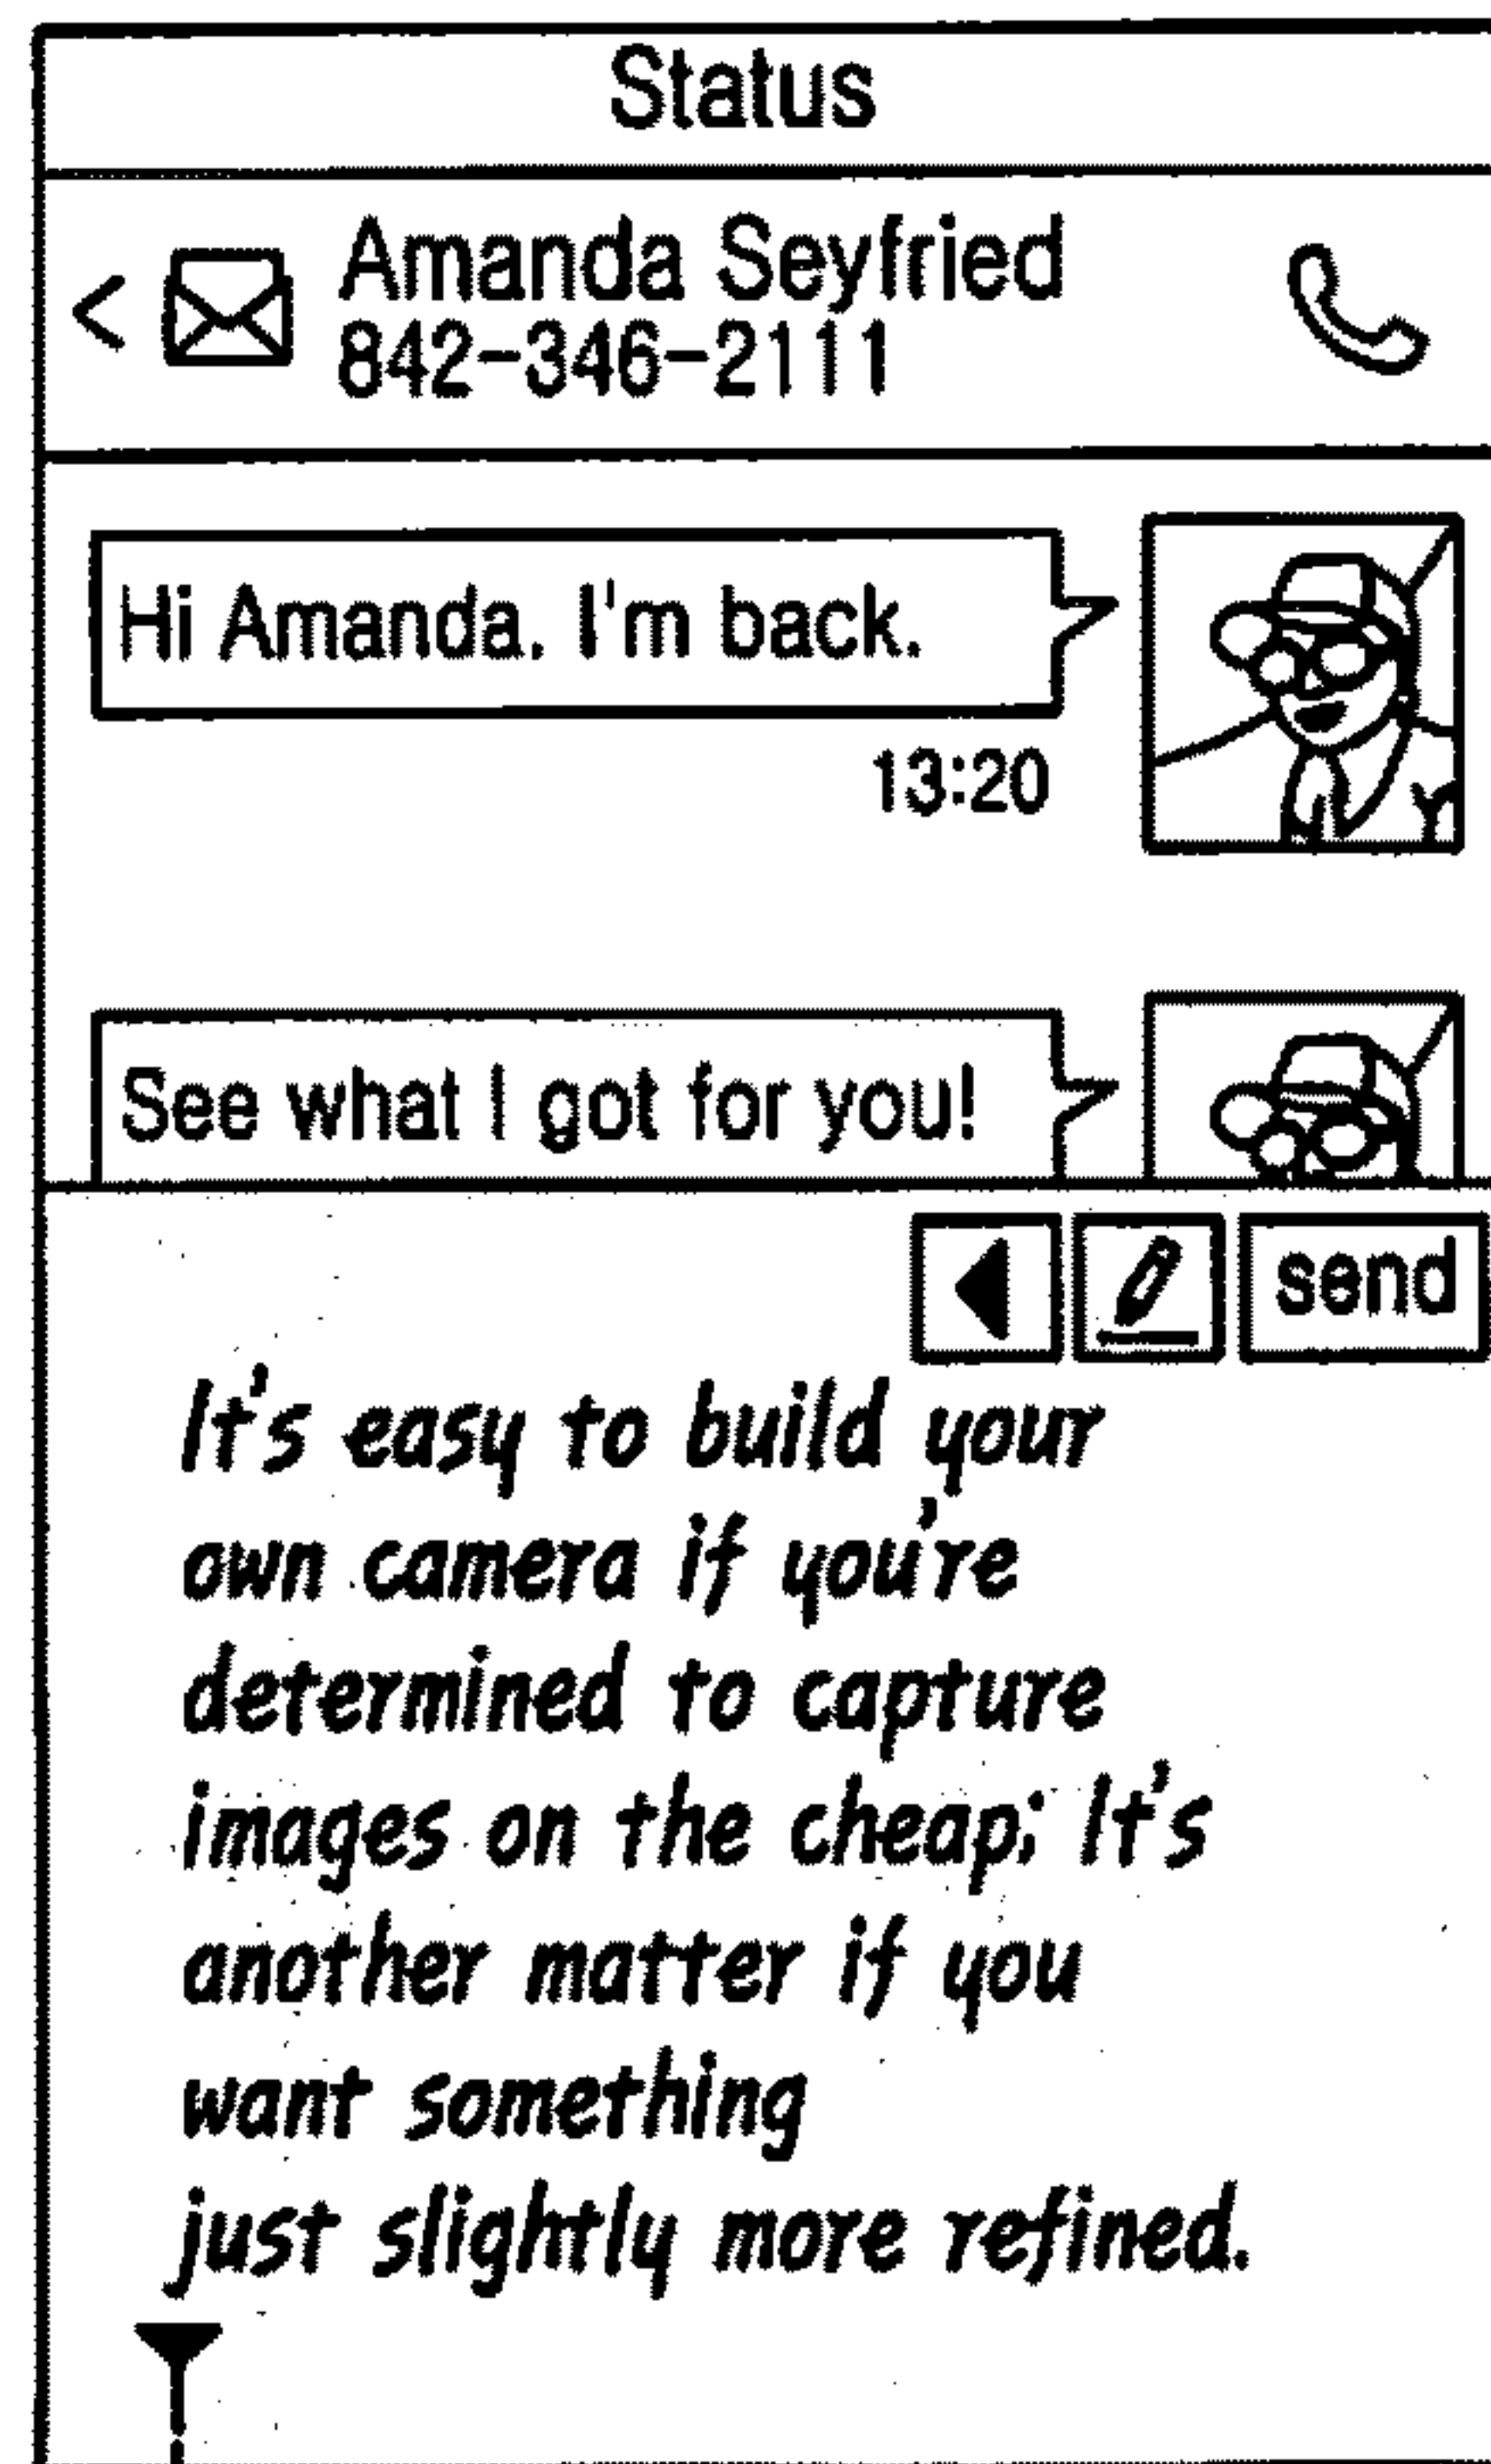 Status
< Amanda Seyfried
842-346-2111
Hi Amanda. I'm back.
13:20
See what I got for you!
send
It's easy to build your
own camera if you're
determined to capture
images on the cheap; It's
another matter if you
want something
just slightly more refined.